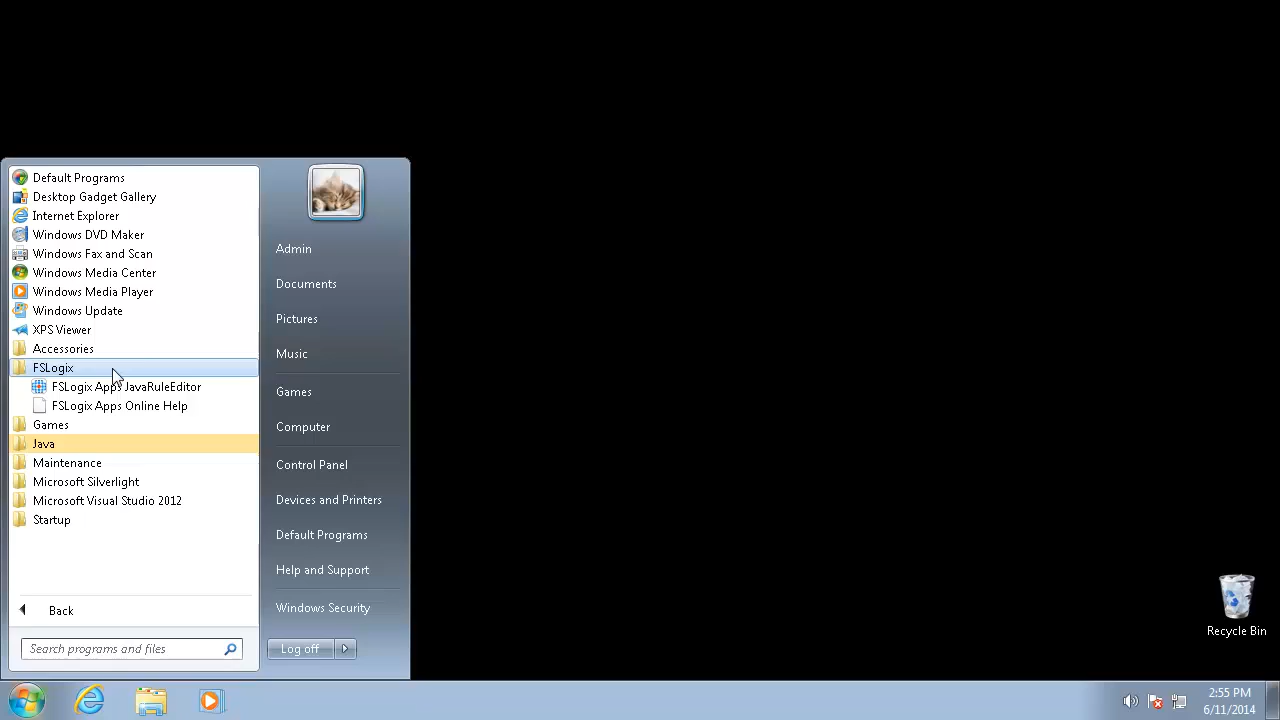 Default Programs
Desktop Gadget Gallery
Internet Explorer
Windows DVD Maker
Windows Fax and Scan
Windows Media Center
Windows Media Player
Windows Update
XPS Viewer
Accessories
FSLogix
FSLogix Apps JavaRuleEditor
FSLogix Apps Online Help
Games
Java
Maintenance
Microsoft Silverlight
Microsoft Visual Studio 2012
Startup
Back
Search programs and files
Admin
Documents
Pictures
Music
Games
Computer
Control Panel
Devices and Printers
Default Programs
Help and Support
Windows Security
Log off
Recycle Bin
2:55 PM
6/11/2014